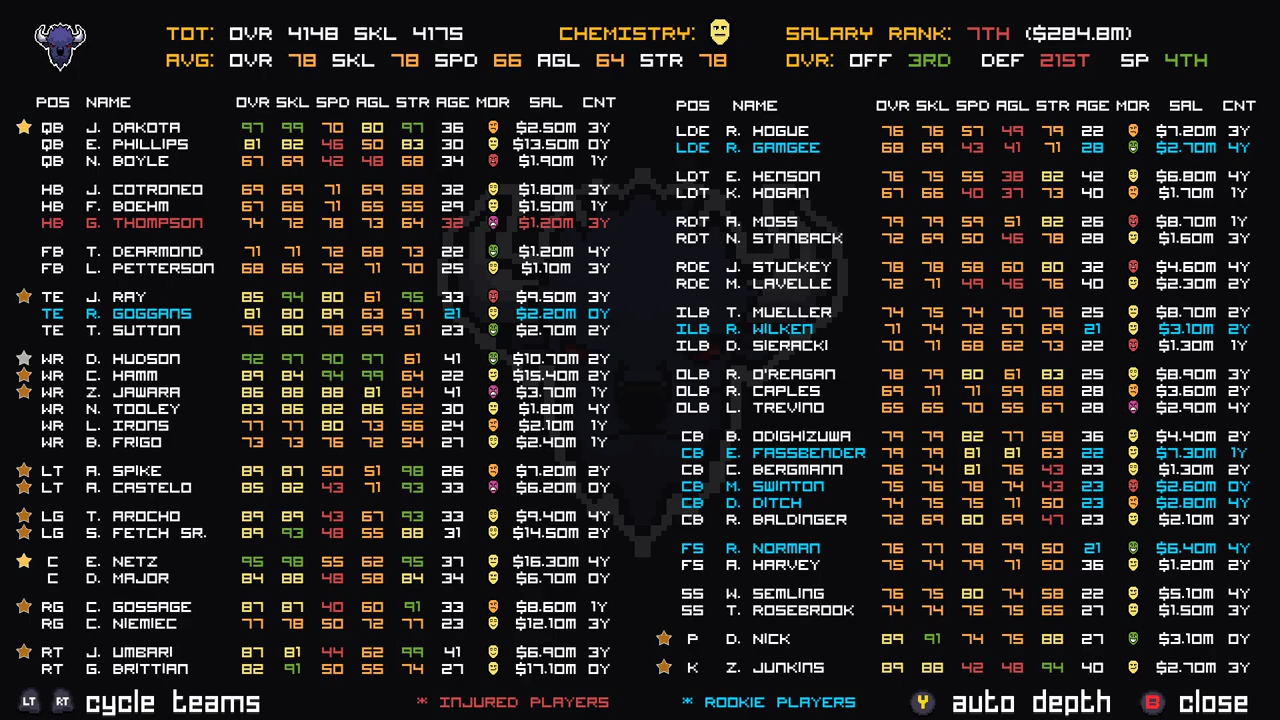 TOT: OVR 4148 SKL 4175 CHEMISTRY: SALARY RANK: 7TH ($284.8M)
AVG: OVR 78 SKL 78 SPD 66 AGL 64 STR 78 OVR: OFF 3RD DEF 21ST SP 4TH
POS NAME OVR SKL SPD AGL STR AGE MOR SAL CNT
QB J. DAKOTA 97 99 70 80 97 36 $2.50M 3Y
QB E. PHILLIPS 81 82 46 50 83 30 $13.50M 0Y
QB N. BOYLE 67 69 42 48 68 34 $1.90M 1Y
HB J. COTRONEO 69 69 71 69 58 32 $1.80M 3Y
HB F. BOEHM 67 66 71 65 55 29 $1.50M 1Y
HB G. THOMPSON 74 72 78 73 64 32 $1.20M 3Y
FB T. DEARMOND 71 71 72 68 73 22 $1.20M 4Y
FB L. PETTERSON 68 66 72 71 70 25 $1.10M 3Y
TE J. RAY 85 94 80 61 95 33 $9.50M 3Y
TE R. GOGGANS 81 80 89 63 57 21 $2.20M 0Y
TE T. SUTTON 76 80 78 59 51 23 $2.70M 2Y
WR D. HUDSON 92 97 90 97 61 41 $10.70M 2Y
WR C. HAMM 89 84 94 99 64 22 $15.40M 2Y
WR Z. JAWARA 86 88 88 81 64 41 $3.70M 1Y
WR N. TOOLEY 83 86 82 86 52 30 $1.80M 4Y
WR L. IRONS 77 77 80 73 56 24 $2.10M 1Y
WR B. FRIGO 73 73 76 72 54 27 $2.40M 1Y
LT A. SPIKE 89 87 50 51 98 26 $7.20M 2Y
LT A. CASTELO 85 82 43 71 93 33 $6.20M 0Y
LG T. AROCHO 89 89 43 67 93 33 $9.40M 4Y
LG S. FETCH SR. 89 93 48 55 88 31 $14.50M 2Y
C E. NETZ 95 98 55 62 95 37 $16.30M 4Y
C D. MAJOR 84 88 48 58 84 34 $6.70M 0Y
RG C. GOSSAGE 87 87 40 60 91 33 $8.60M 1Y
RG C. NIEMIEC 77 78 50 72 77 23 $12.10M 3Y
RT J. UMBARI 87 81 44 62 99 41 $6.90M 3Y
RT G. BRITTIAN 82 91 50 55 74 27 $17.10M 0Y
POS NAME OVR SKL SPD AGL STR AGE MOR SAL CNT
LDE R. HOGUE 76 76 57 49 79 22 $7.20M 3Y
LDE R. GAMGEE 68 69 43 41 71 28 $2.70M 4Y
LDT E. HENSON 76 75 55 38 82 42 $6.80M 4Y
LDT K. HOGAN 67 66 40 37 73 40 $1.70M 1Y
RDT A. MOSS 79 79 59 51 82 26 $8.70M 1Y
RDT N. STANBACK 72 69 50 46 78 28 $1.60M 3Y
RDE J. STUCKEY 78 78 58 60 80 32 $4.60M 4Y
RDE M. LAVELLE 72 71 49 46 76 40 $2.30M 2Y
ILB T. MUELLER 74 75 74 70 76 25 $8.70M 2Y
ILB R. WILKEN 71 74 72 57 69 21 $3.10M 2Y
ILB D. SIERACKI 70 71 68 62 73 22 $1.30M 1Y
OLB R. O'REAGAN 78 79 80 61 83 25 $8.90M 3Y
OLB R. CAPLES 69 71 71 59 68 28 $3.60M 2Y
OLB L. TREVINO 65 65 70 55 67 28 $2.90M 4Y
CB B. ODIGHIZUWA 79 79 82 77 58 36 $4.40M 2Y
CB E. FASSBENDER 79 79 81 81 63 22 $7.30M 1Y
CB C. BERGMANN 76 74 81 76 43 23 $1.30M 2Y
CB M. SWINTON 75 76 78 74 43 23 $2.60M 0Y
CB D. DITCH 74 75 75 71 50 23 $2.80M 4Y
CB R. BALDINGER 72 69 80 69 47 23 $2.10M 3Y
FS R. NORMAN 76 77 78 79 50 21 $6.40M 4Y
FS A. HARVEY 75 74 79 71 50 36 $1.20M 2Y
SS W. SEMLING 76 75 80 74 58 22 $5.10M 4Y
SS T. ROSEBROOK 74 74 75 75 65 27 $1.50M 3Y
P D. NICK 89 91 74 75 88 27 $3.10M 0Y
K Z. JUNKINS 89 88 42 48 94 40 $2.70M 3Y
LT RT cycle teams * INJURED PLAYERS * ROOKIE PLAYERS Y auto depth B close